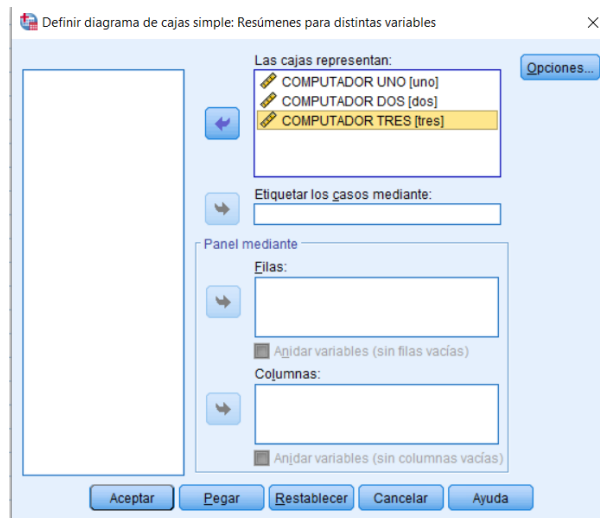 Definir diagrama de cajas simple: Resúmenes para distintas variables
Las cajas representan:
Opciones...
COMPUTADOR UNO [uno]
COMPUTADOR DOS [dos]
COMPUTADOR TRES [tres]
Etiquetar los casos mediante:
Panel mediante
Filas:
Anidar variables (sin filas vacías)
Columnas:
Anidar variables (sin columnas vacías)
Aceptar Pegar Restablecer Cancelar Ayuda